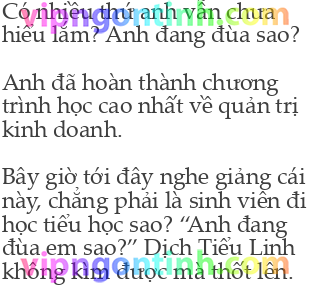 Có nhiều thứ anh vẫn chưa
hiểu lắm? Anh đang đùa sao?
Anh đã hoàn thành chương
trình học cao nhất về quản trị
kinh doanh.
Bây giờ tới đây nghe giảng cái
này, chẳng phải là sinh viên đi
học tiểu học sao? “Anh đang
đùa em sao?” Dịch Tiểu Linh
không kìm được mà thốt lên.
vipngontinh.com
vipngontinh.com